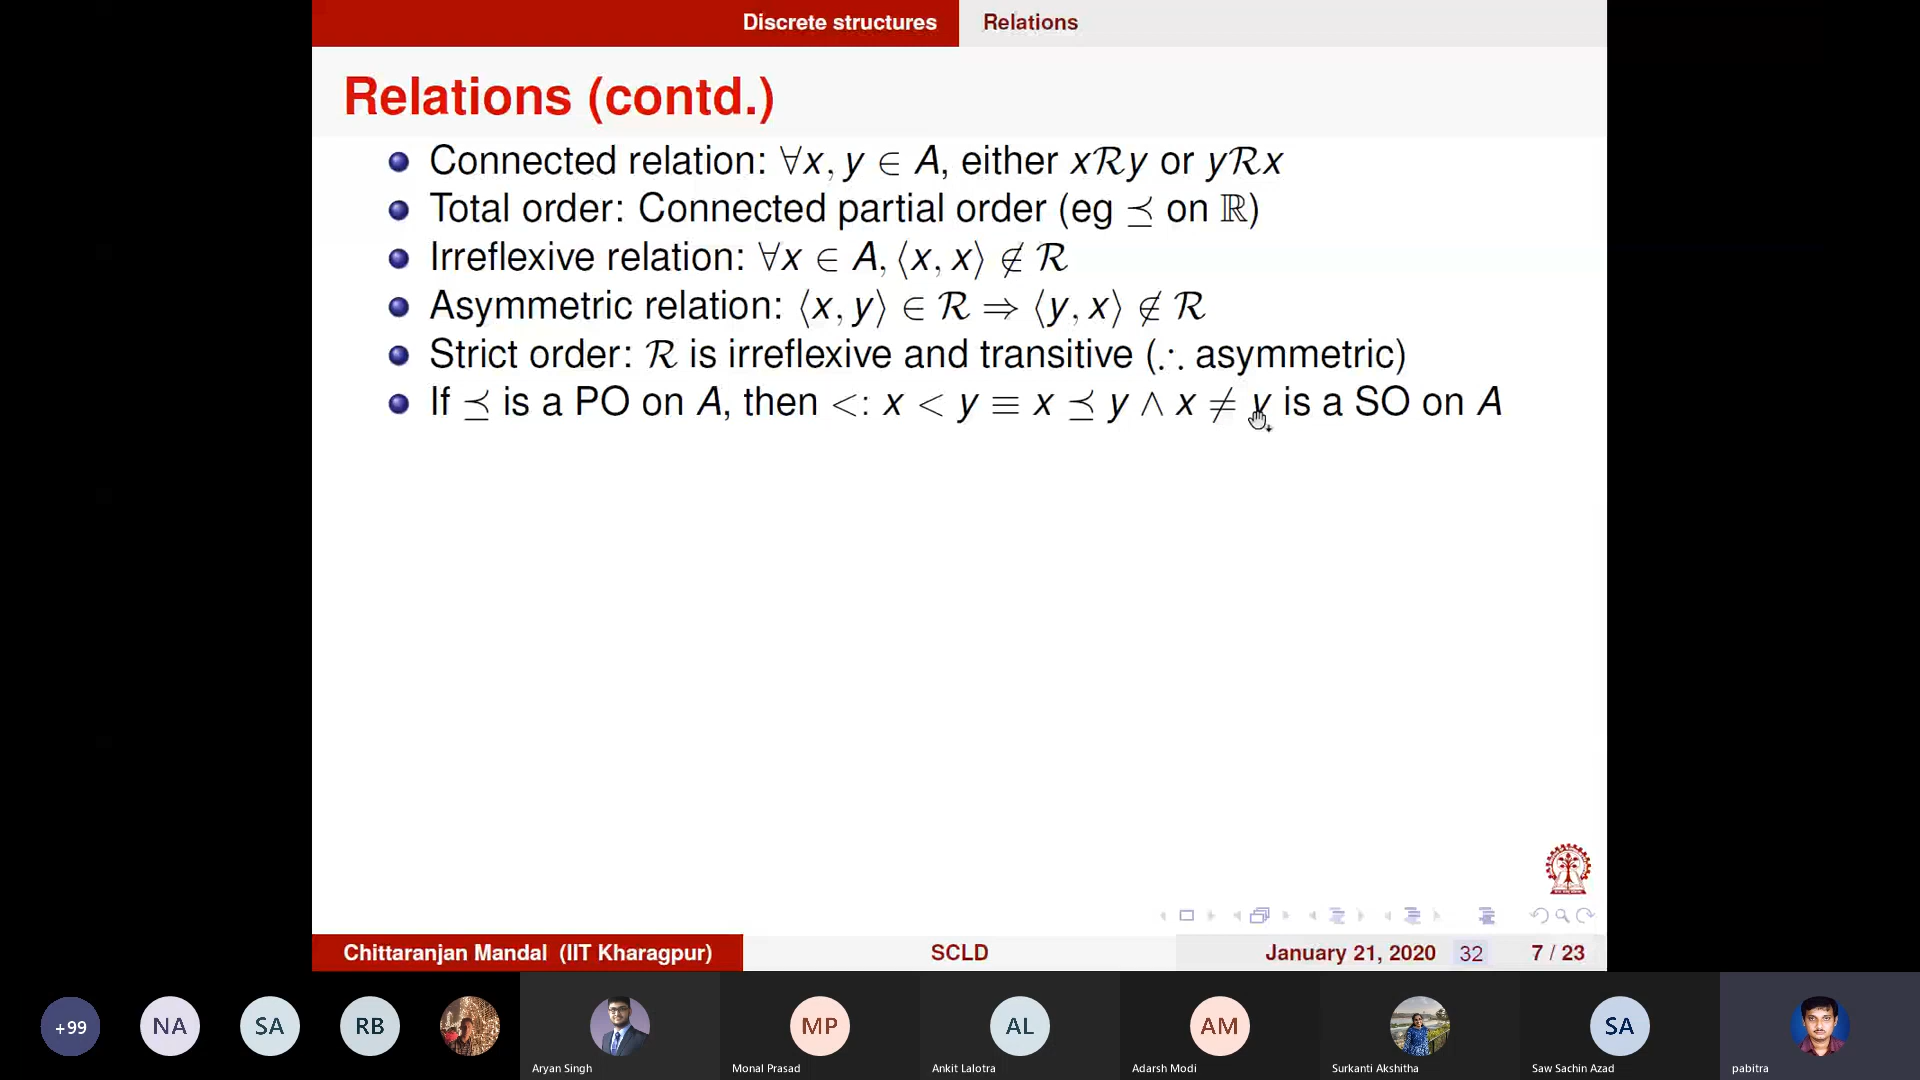 Discrete structures Relations
Relations (contd.)
Connected relation: ∀x, y ∈ A, either xℛy or yℛx
Total order: Connected partial order (eg ⪯ on ℝ)
Irreflexive relation: ∀x ∈ A, ⟨x, x⟩ ∉ ℛ
Asymmetric relation: ⟨x, y⟩ ∈ ℛ ⇒ ⟨y, x⟩ ∉ ℛ
Strict order: ℛ is irreflexive and transitive (∴ asymmetric)
If ⪯ is a PO on A, then <: x < y ≡ x ⪯ y ∧ x ≠ y is a SO on A
Chittaranjan Mandal (IIT Kharagpur) SCLD January 21, 2020 32 7 / 23
+99 NA SA RB MP AL AM SA
Aryan Singh Monal Prasad Ankit Lalotra Adarsh Modi Surkanti Akshitha Saw Sachin Azad pabitra